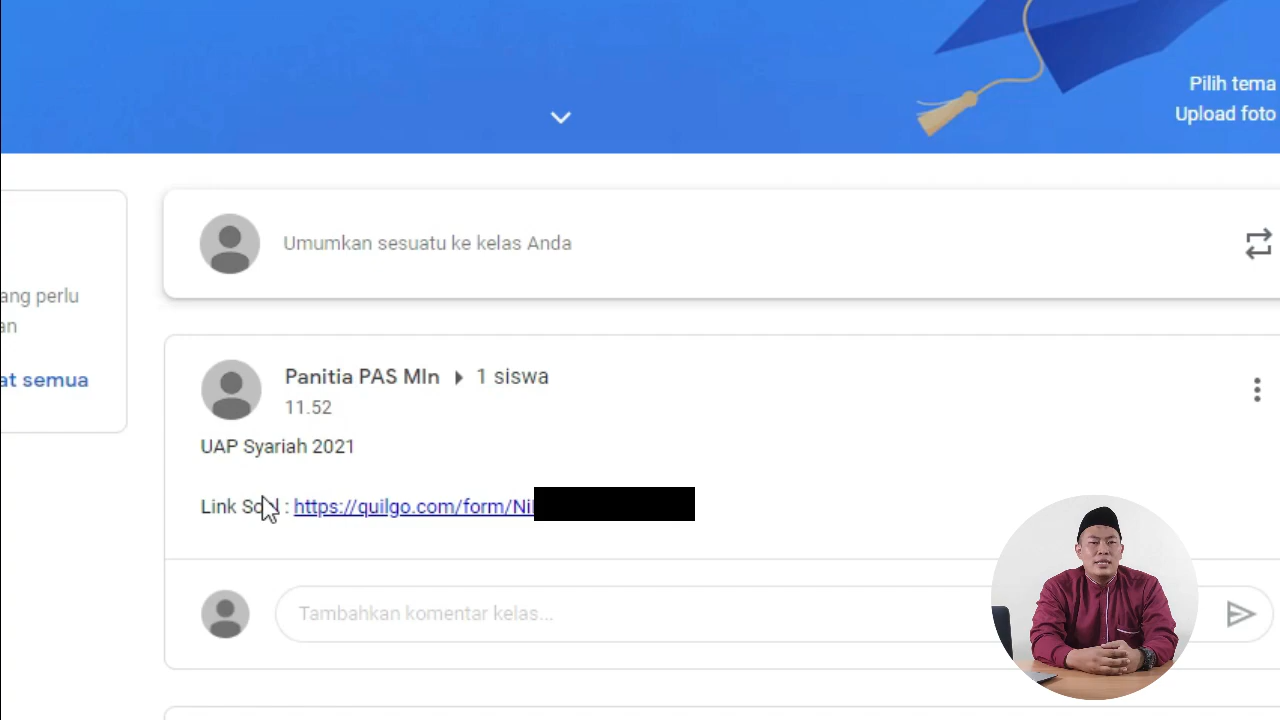 Pilih tema
Upload foto
Umumkan sesuatu ke kelas Anda
ang perlu
an
at semua
Panitia PAS MIn 1 siswa
11.52
UAP Syariah 2021
Link Soal : https://quilgo.com/form/Ni
Tambahkan komentar kelas...